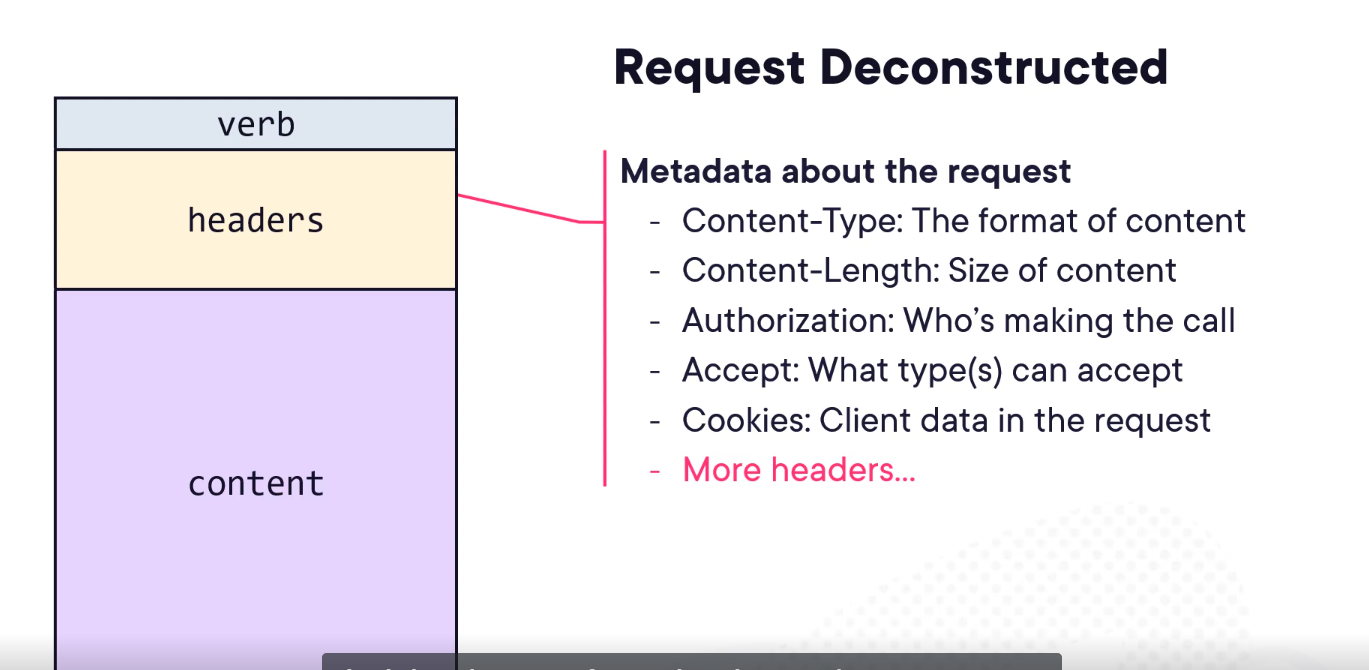 Request Deconstructed
verb
headers
content
Metadata about the request
- Content-Type: The format of content
- Content-Length: Size of content
- Authorization: Who's making the call
- Accept: What type(s) can accept
- Cookies: Client data in the request
- More headers...